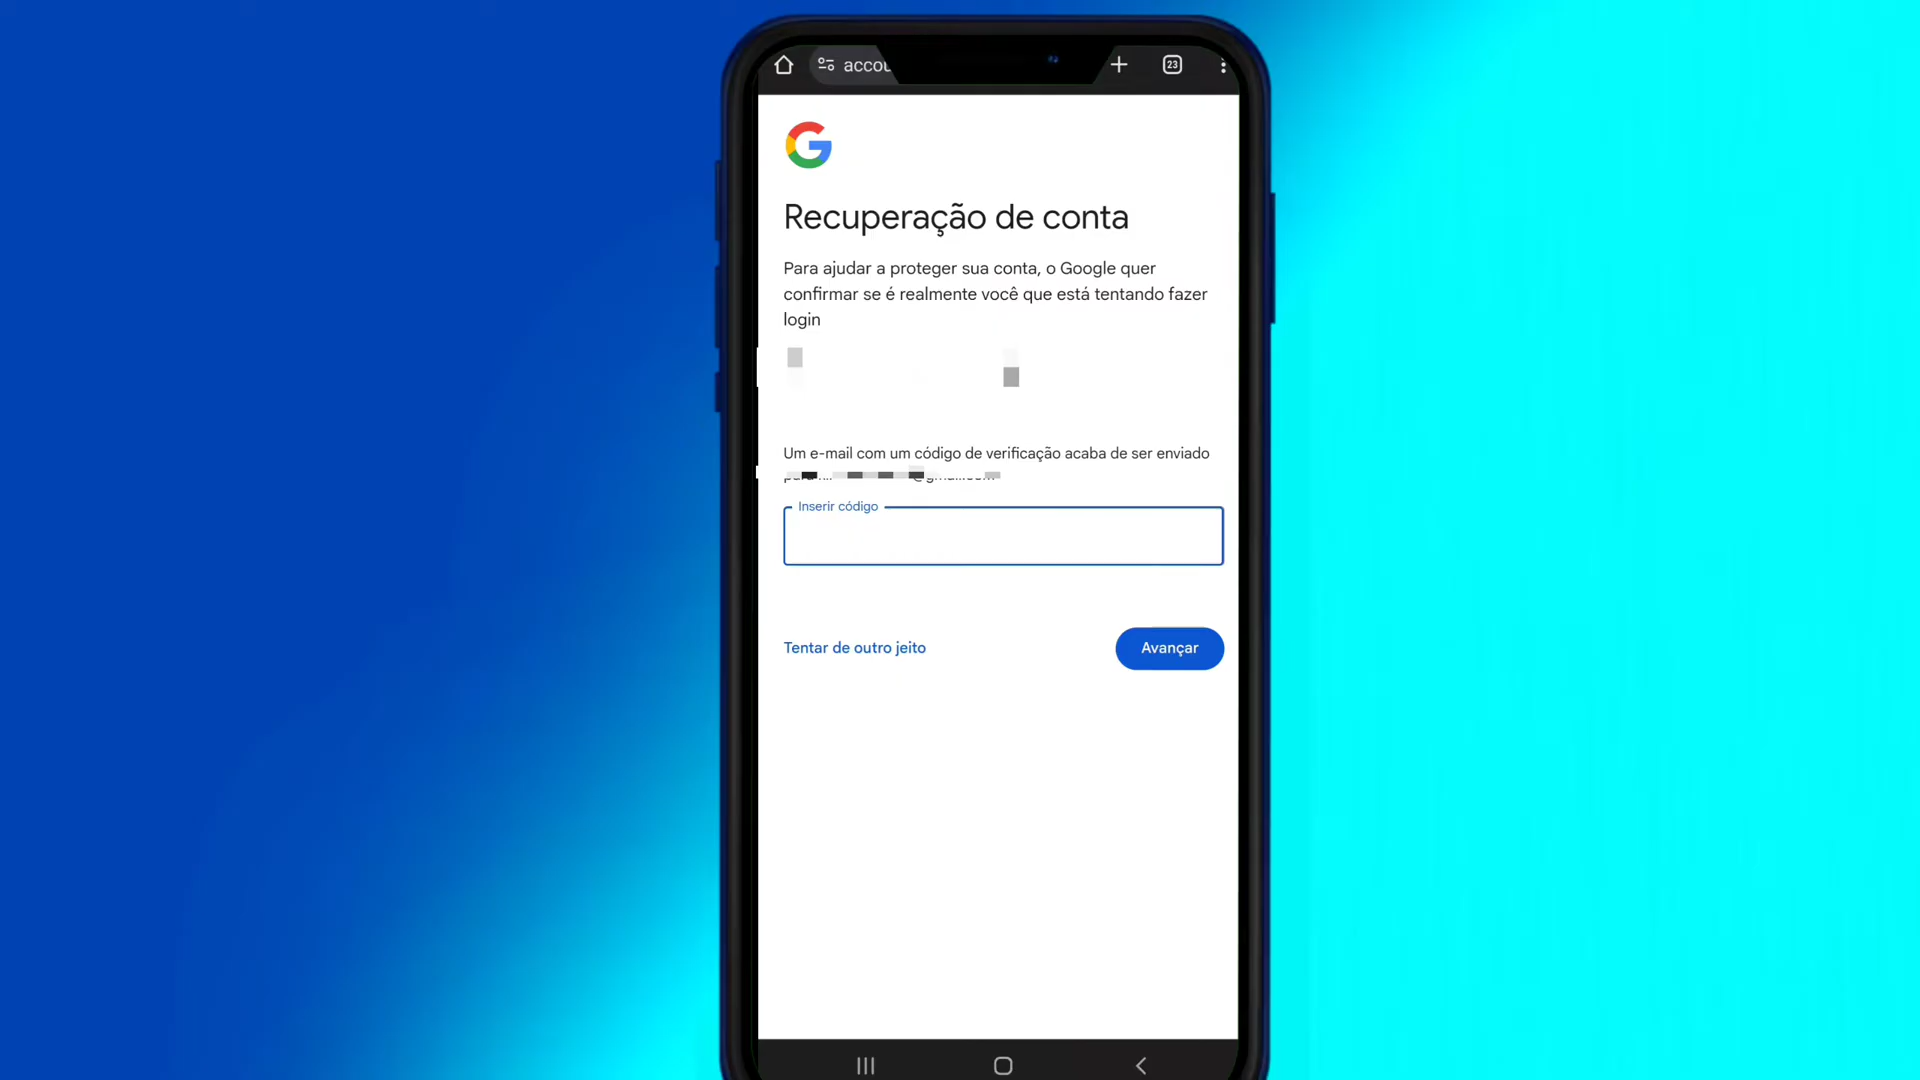 accou
23
Recuperação de conta
Para ajudar a proteger sua conta, o Google quer
confirmar se é realmente você que está tentando fazer
login
Um e-mail com um código de verificação acaba de ser enviado
Inserir código
Tentar de outro jeito
Avançar